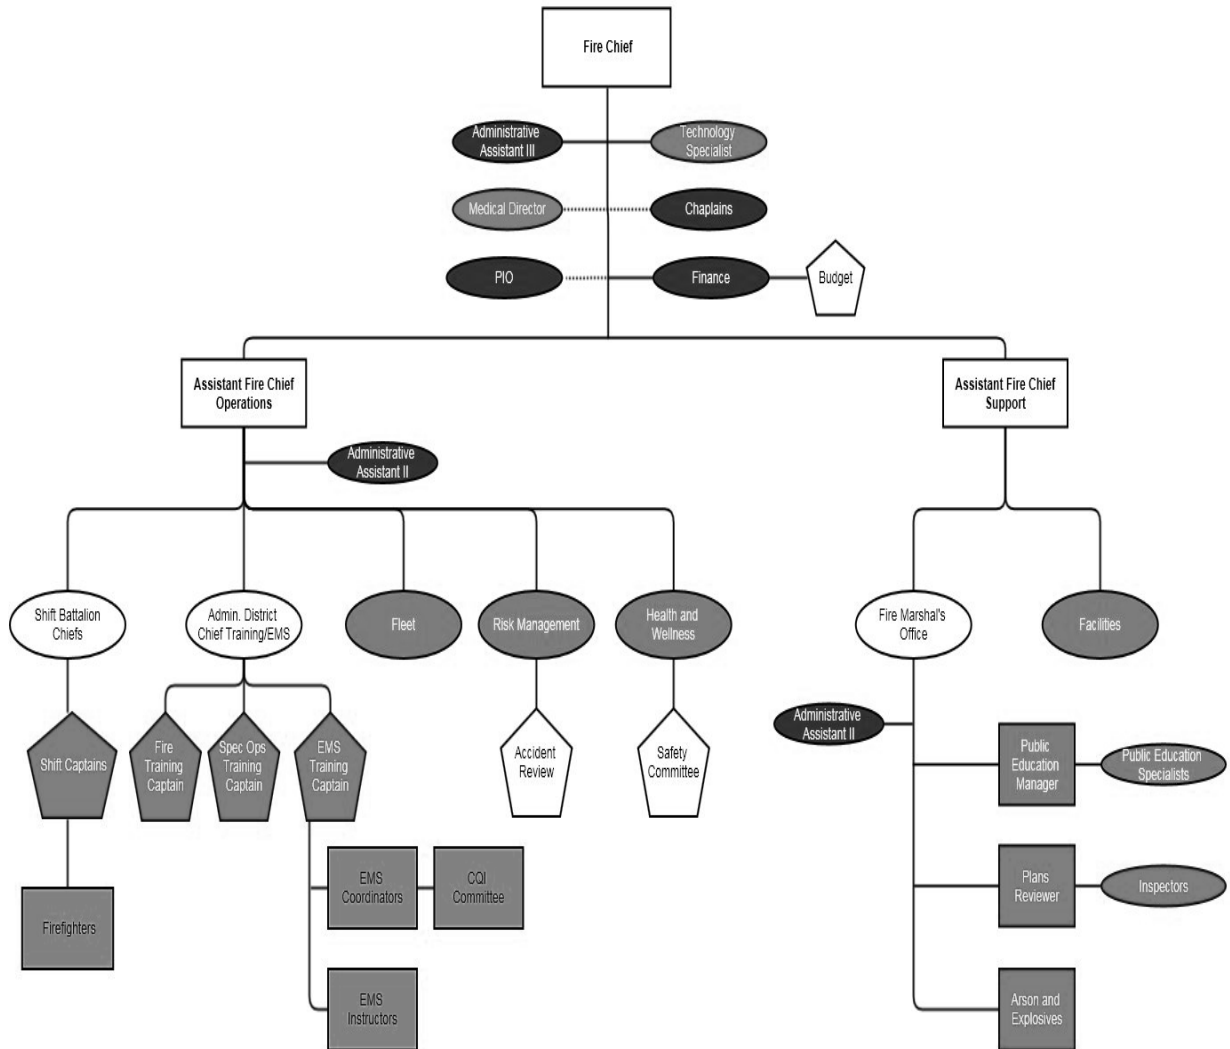 Fire Chief
Administrative
Assistant III
Technology
Specialist
Medical Director
Chaplains
PIO
Finance
Budget
Assistant Fire Chief
Operations
Assistant Fire Chief
Support
Administrative
Assistant II
Shift Battalion
Chiefs
Admin. District
Chief Training/EMS
Fleet
Risk Management
Health and
Wellness
Fire Marshal's
Office
Facilities
Shift Captains
Fire
Training
Captain
Spec Ops
Training
Captain
EMS
Training
Captain
Accident
Review
Safety
Committee
Administrative
Assistant II
Public
Education
Manager
Public Education
Specialists
EMS
Coordinators
CQI
Committee
Plans
Reviewer
Inspectors
Firefighters
EMS
Instructors
Arson and
Explosives